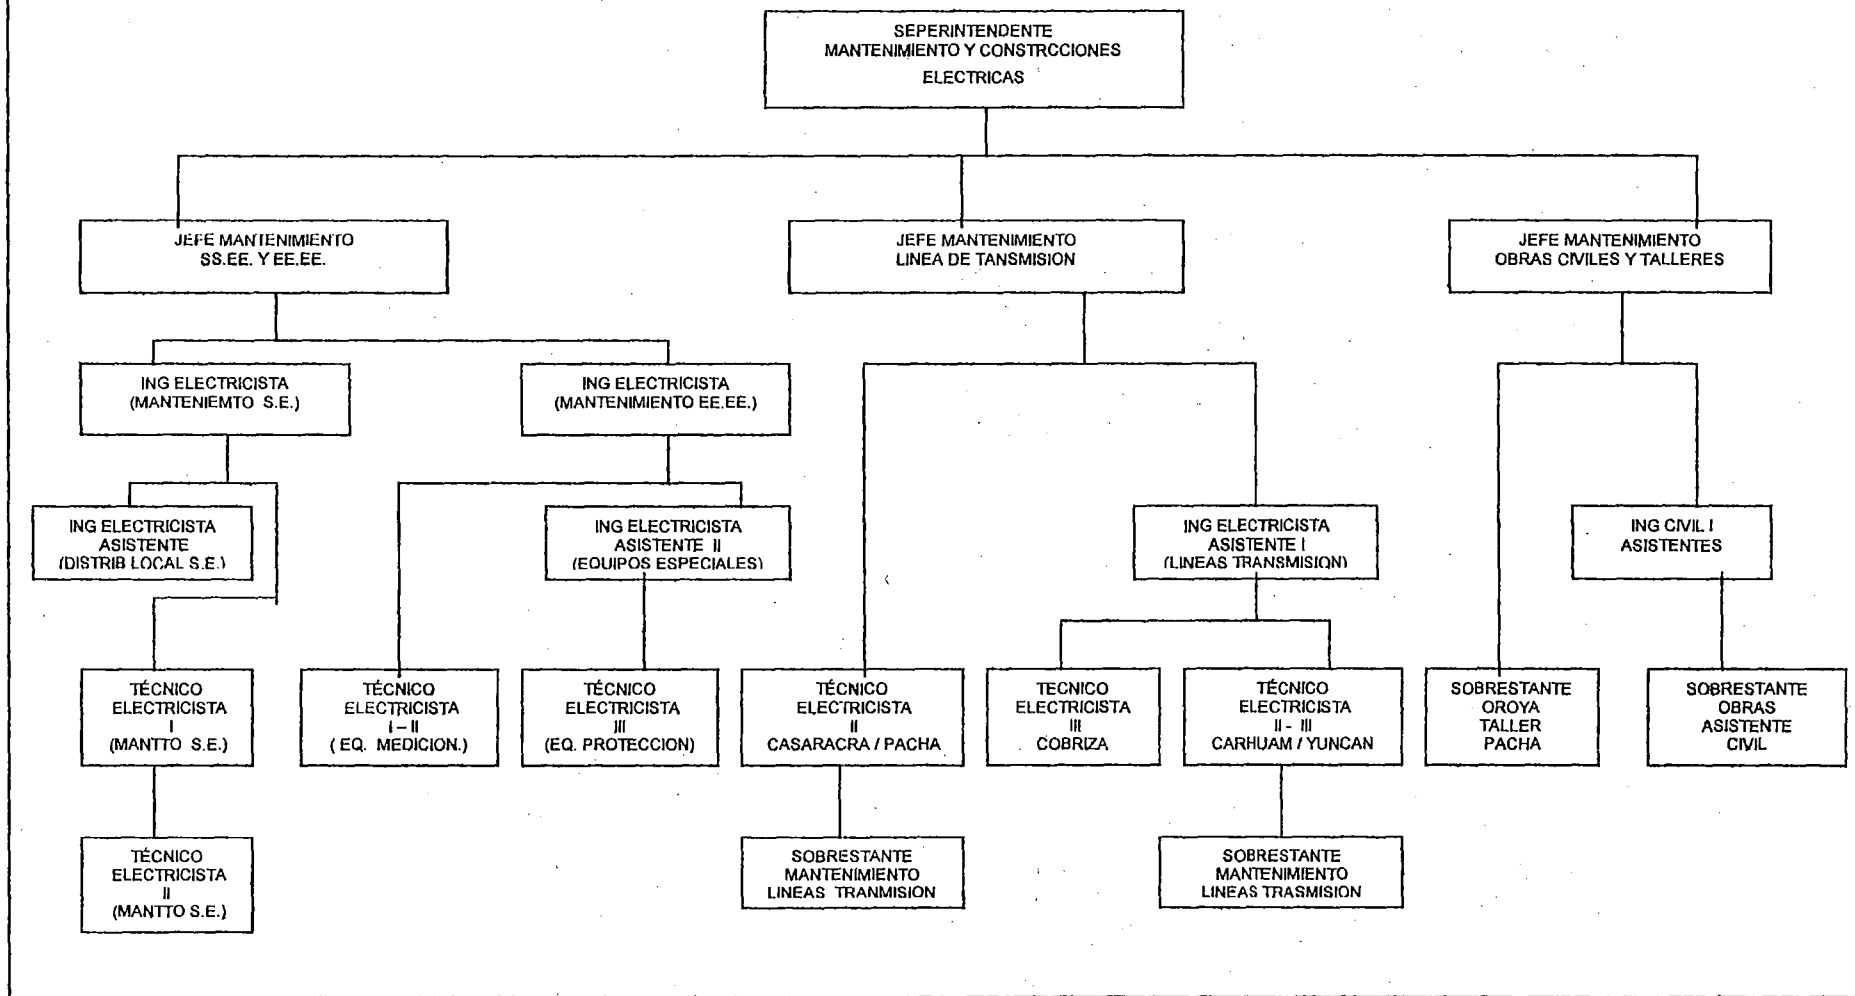 SEPERINTENDENTE
MANTENIMIENTO Y CONSTRCCIONES
ELECTRICAS
JEFE MANTENIMIENTO
SS.EE. Y EE.EE.
JEFE MANTENIMIENTO
LINEA DE TANSMISION
JEFE MANTENIMIENTO
OBRAS CIVILES Y TALLERES
ING ELECTRICISTA
(MANTENIEMTO S.E.)
ING ELECTRICISTA
(MANTENIMIENTO EE.EE.)
ING ELECTRICISTA
ASISTENTE
(DISTRIB LOCAL S.E.)
ING ELECTRICISTA
ASISTENTE II
(EQUIPOS ESPECIALES)
ING ELECTRICISTA
ASISTENTE I
(LINEAS TRANSMISION)
ING CIVIL I
ASISTENTES
TÉCNICO
ELECTRICISTA
I
(MANTTO S.E.)
TÉCNICO
ELECTRICISTA
I – II
( EQ. MEDICION.)
TÉCNICO
ELECTRICISTA
III
(EQ. PROTECCION)
TÉCNICO
ELECTRICISTA
II
CASARACRA / PACHA
TECNICO
ELECTRICISTA
III
COBRIZA
TÉCNICO
ELECTRICISTA
II - III
CARHUAM / YUNCAN
SOBRESTANTE
OROYA
TALLER
PACHA
SOBRESTANTE
OBRAS
ASISTENTE
CIVIL
TÉCNICO
ELECTRICISTA
II
(MANTTO S.E.)
SOBRESTANTE
MANTENIMIENTO
LINEAS TRANMISION
SOBRESTANTE
MANTENIMIENTO
LINEAS TRASMISION